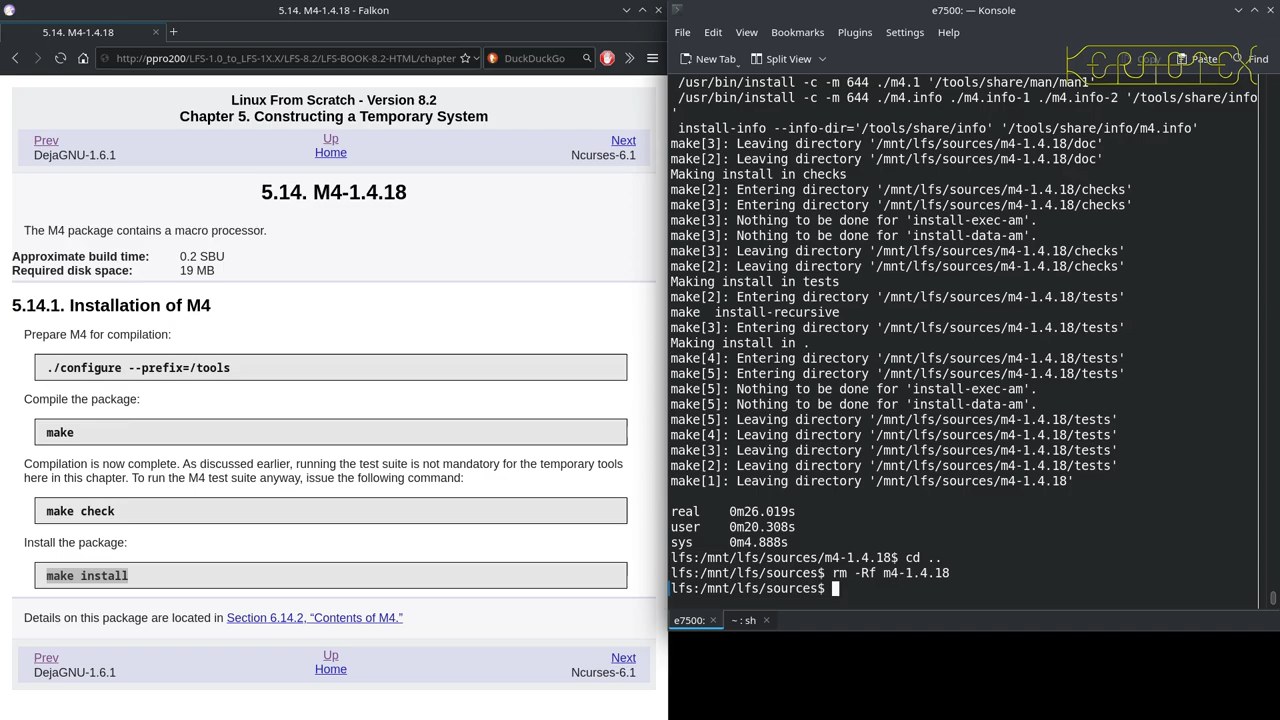 5.14. M4-1.4.18 - Falkon
5.14. M4-1.4.18
http://ppro200/LFS-1.0_to_LFS-1X.X/LFS-8.2/LFS-BOOK-8.2-HTML/chapter
DuckDuckGo
Linux From Scratch - Version 8.2
Chapter 5. Constructing a Temporary System
Prev
Up
Next
DejaGNU-1.6.1
Home
Ncurses-6.1
5.14. M4-1.4.18
The M4 package contains a macro processor.
Approximate build time: 0.2 SBU
Required disk space: 19 MB
5.14.1. Installation of M4
Prepare M4 for compilation:
./configure --prefix=/tools
Compile the package:
make
Compilation is now complete. As discussed earlier, running the test suite is not mandatory for the temporary tools
here in this chapter. To run the M4 test suite anyway, issue the following command:
make check
Install the package:
make install
Details on this package are located in Section 6.14.2, “Contents of M4.”
Prev
Up
Next
DejaGNU-1.6.1
Home
Ncurses-6.1
e7500: — Konsole
File Edit View Bookmarks Plugins Settings Help
New Tab Split View Copy Paste Find
/usr/bin/install -c -m 644 ./m4.1 '/tools/share/man/man1'
/usr/bin/install -c -m 644 ./m4.info ./m4.info-1 ./m4.info-2 '/tools/share/info
'
install-info --info-dir='/tools/share/info' '/tools/share/info/m4.info'
make[3]: Leaving directory '/mnt/lfs/sources/m4-1.4.18/doc'
make[2]: Leaving directory '/mnt/lfs/sources/m4-1.4.18/doc'
Making install in checks
make[2]: Entering directory '/mnt/lfs/sources/m4-1.4.18/checks'
make[3]: Entering directory '/mnt/lfs/sources/m4-1.4.18/checks'
make[3]: Nothing to be done for 'install-exec-am'.
make[3]: Nothing to be done for 'install-data-am'.
make[3]: Leaving directory '/mnt/lfs/sources/m4-1.4.18/checks'
make[2]: Leaving directory '/mnt/lfs/sources/m4-1.4.18/checks'
Making install in tests
make[2]: Entering directory '/mnt/lfs/sources/m4-1.4.18/tests'
make  install-recursive
make[3]: Entering directory '/mnt/lfs/sources/m4-1.4.18/tests'
Making install in .
make[4]: Entering directory '/mnt/lfs/sources/m4-1.4.18/tests'
make[5]: Entering directory '/mnt/lfs/sources/m4-1.4.18/tests'
make[5]: Nothing to be done for 'install-exec-am'.
make[5]: Nothing to be done for 'install-data-am'.
make[5]: Leaving directory '/mnt/lfs/sources/m4-1.4.18/tests'
make[4]: Leaving directory '/mnt/lfs/sources/m4-1.4.18/tests'
make[3]: Leaving directory '/mnt/lfs/sources/m4-1.4.18/tests'
make[2]: Leaving directory '/mnt/lfs/sources/m4-1.4.18/tests'
make[1]: Leaving directory '/mnt/lfs/sources/m4-1.4.18'
real 0m26.019s
user 0m20.308s
sys 0m4.888s
lfs:/mnt/lfs/sources/m4-1.4.18$ cd ..
lfs:/mnt/lfs/sources$ rm -Rf m4-1.4.18
lfs:/mnt/lfs/sources$
e7500: ~ : sh